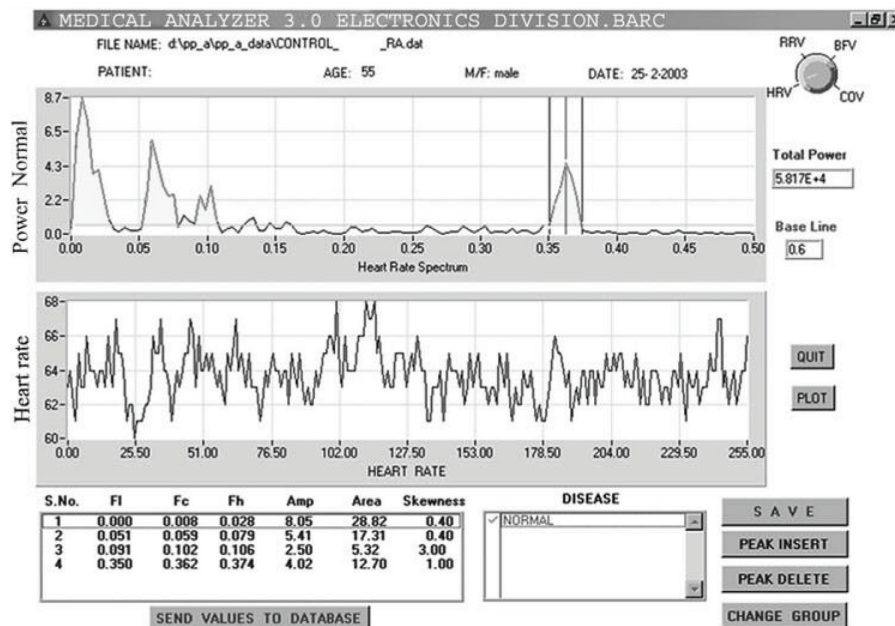 MEDICAL ANALYZER 3.0 ELECTRONICS DIVISION.BARC
FILE NAME: d:\pp_a\pp_a_data\CONTROL_ _RA.dat
PATIENT: AGE: 55 M/F: male DATE: 25-2-2003
RRV BFV
HRV COV
Power Normal
8.7
6.5
4.3
2.2
0.0
0.00 0.05 0.10 0.15 0.20 0.25 0.30 0.35 0.40 0.45 0.50
Heart Rate Spectrum
Total Power
5.817E+4
Base Line
0.6
Heart rate
68
66
64
62
60
0.00 25.50 51.00 76.50 102.00 127.50 153.00 178.50 204.00 229.50 255.00
HEART RATE
QUIT
PLOT
S.No. Fl Fc Fh Amp Area Skewness
1 0.000 0.008 0.028 8.05 28.82 0.40
2 0.051 0.059 0.079 5.41 17.31 0.40
3 0.091 0.102 0.106 2.50 5.32 3.00
4 0.350 0.362 0.374 4.02 12.70 1.00
SEND VALUES TO DATABASE
DISEASE
NORMAL
SAVE
PEAK INSERT
PEAK DELETE
CHANGE GROUP